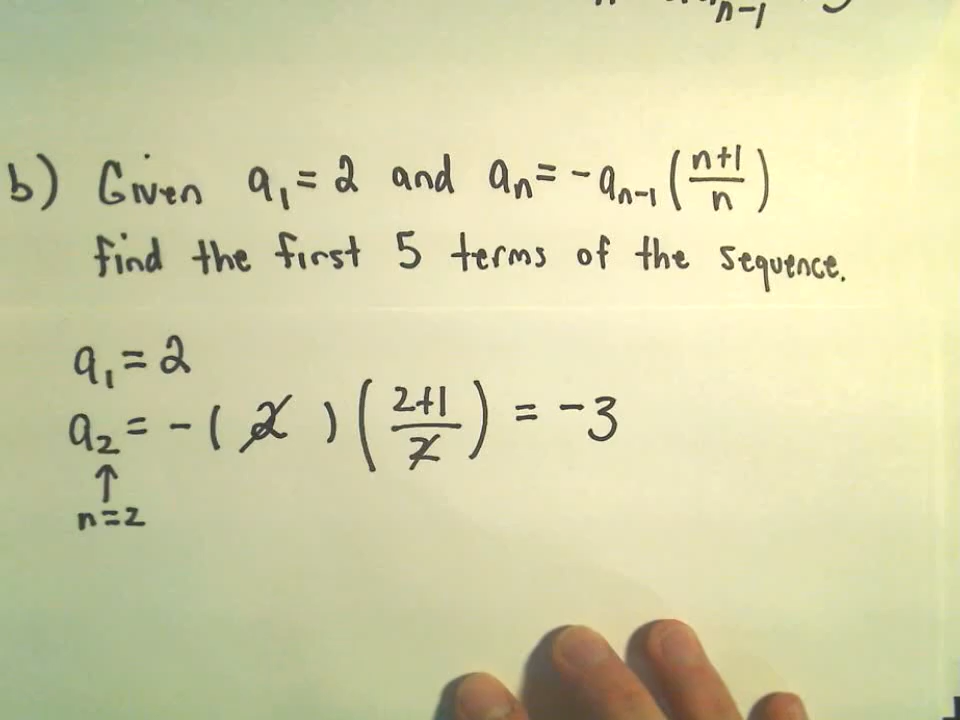 n-1
b) Given a₁ = 2 and aₙ = -aₙ₋₁ (n+1/n)
find the first 5 terms of the sequence.
a₁ = 2
a₂ = -( 2 ) (2+1/2) = -3
↑
n=2